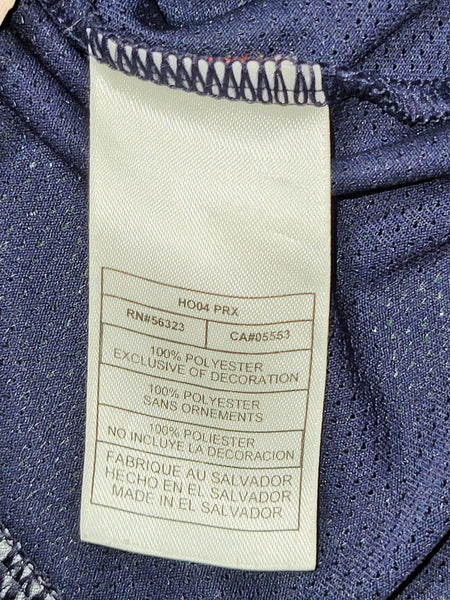 HO04 PRX
RN#56323 CA#05553
100% POLYESTER
EXCLUSIVE OF DECORATION
100% POLYESTER
SANS ORNEMENTS
100% POLIESTER
NO INCLUYE LA DECORACION
FABRIQUE AU SALVADOR
HECHO EN EL SALVADOR
MADE IN EL SALVADOR